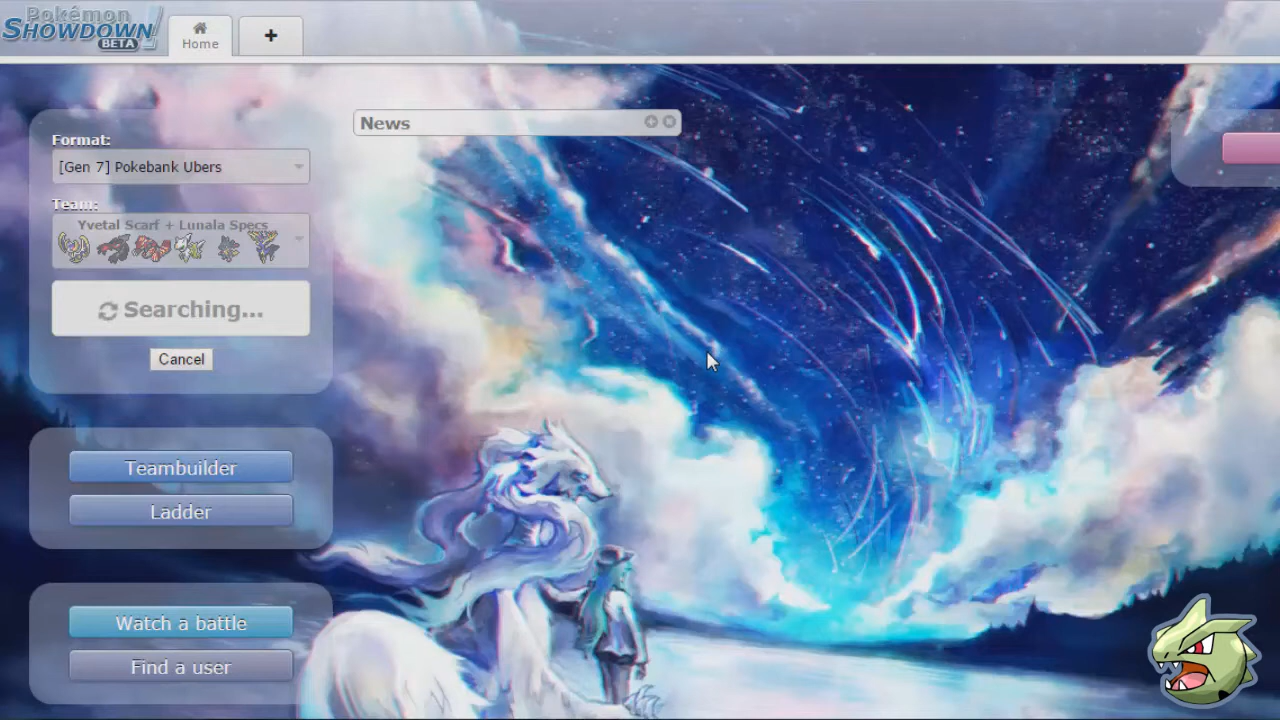 Pokémon
SHOWDOWN!
BETA
Home
+
News
Format:
[Gen 7] Pokebank Ubers
Team:
Yvetal Scarf + Lunala Specs
Searching...
Cancel
Teambuilder
Ladder
Watch a battle
Find a user